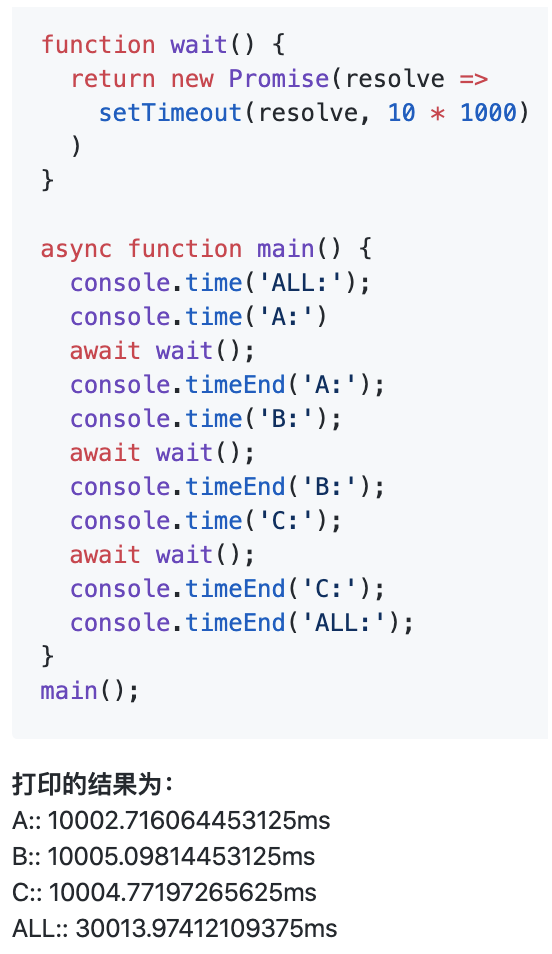 function wait() {
  return new Promise(resolve =>
    setTimeout(resolve, 10 * 1000)
  )
}

async function main() {
  console.time('ALL:');
  console.time('A:')
  await wait();
  console.timeEnd('A:');
  console.time('B:');
  await wait();
  console.timeEnd('B:');
  console.time('C:');
  await wait();
  console.timeEnd('C:');
  console.timeEnd('ALL:');
}
main();

打印的结果为：
A:: 10002.716064453125ms
B:: 10005.09814453125ms
C:: 10004.77197265625ms
ALL:: 30013.97412109375ms